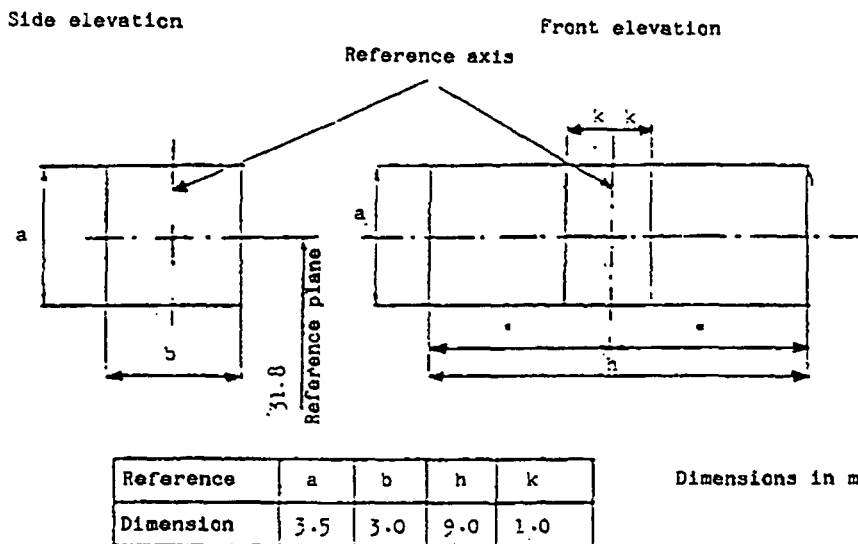 Side elevation
Front elevation
Reference axis
k k
a
a
b
31.8
Reference plane
h
Reference a b h k
Dimension 3.5 3.0 9.0 1.0
Dimensions in m